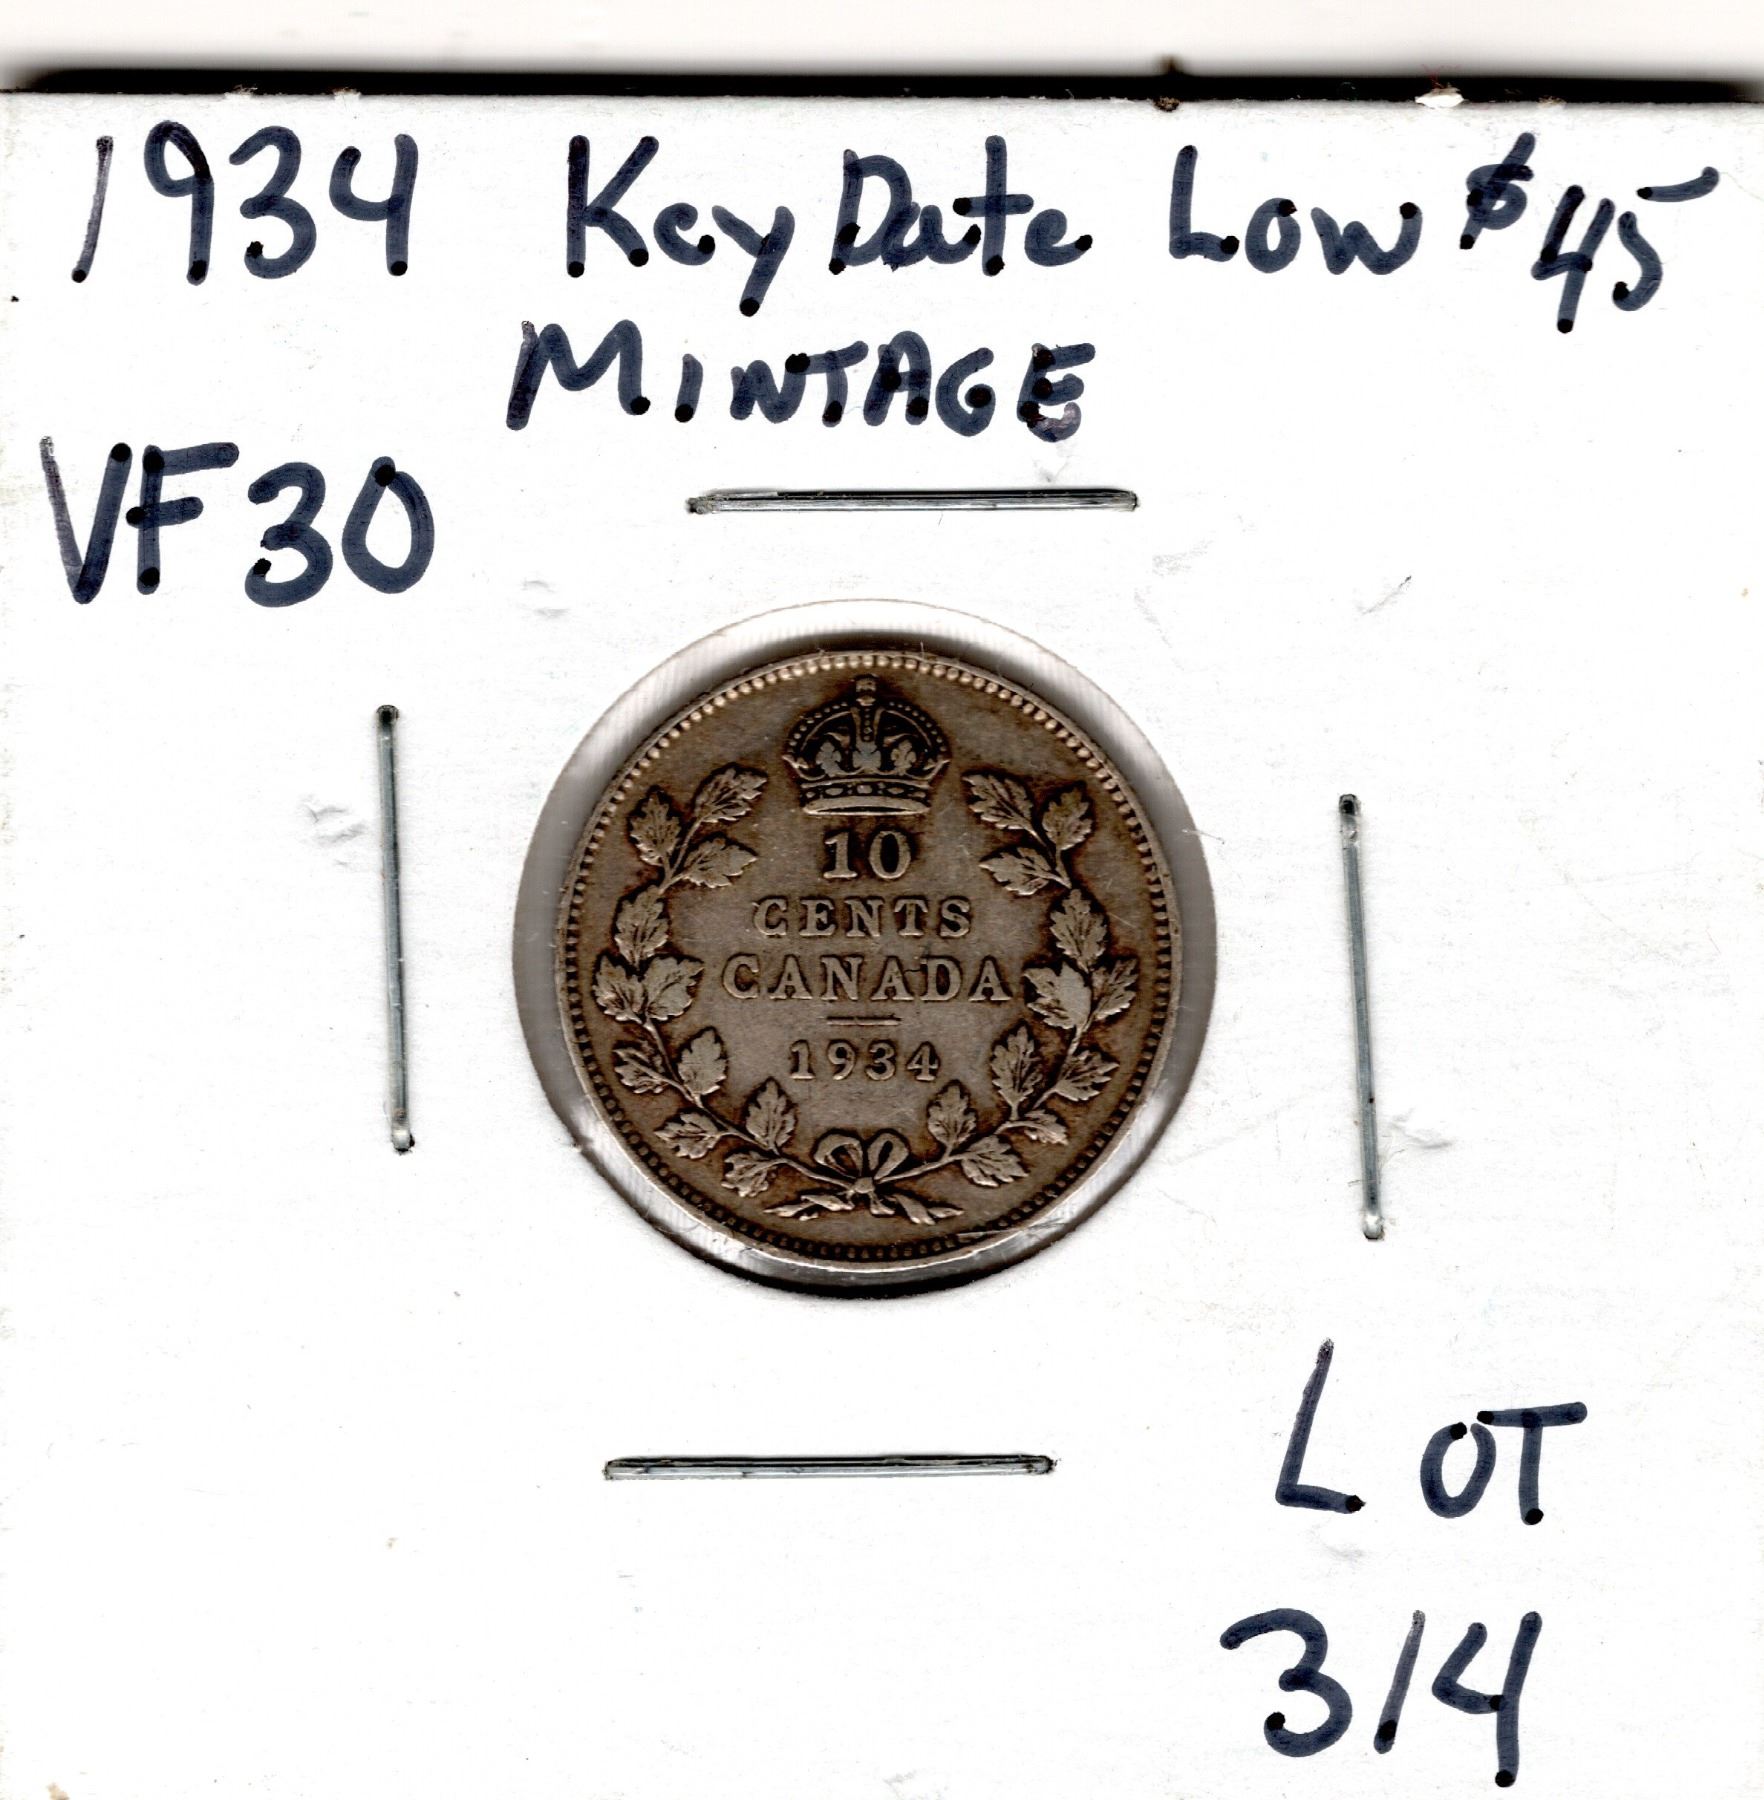 1934 Key Date Low $45
MINTAGE
VF30
10
CENTS
CANADA
1934
LOT
314